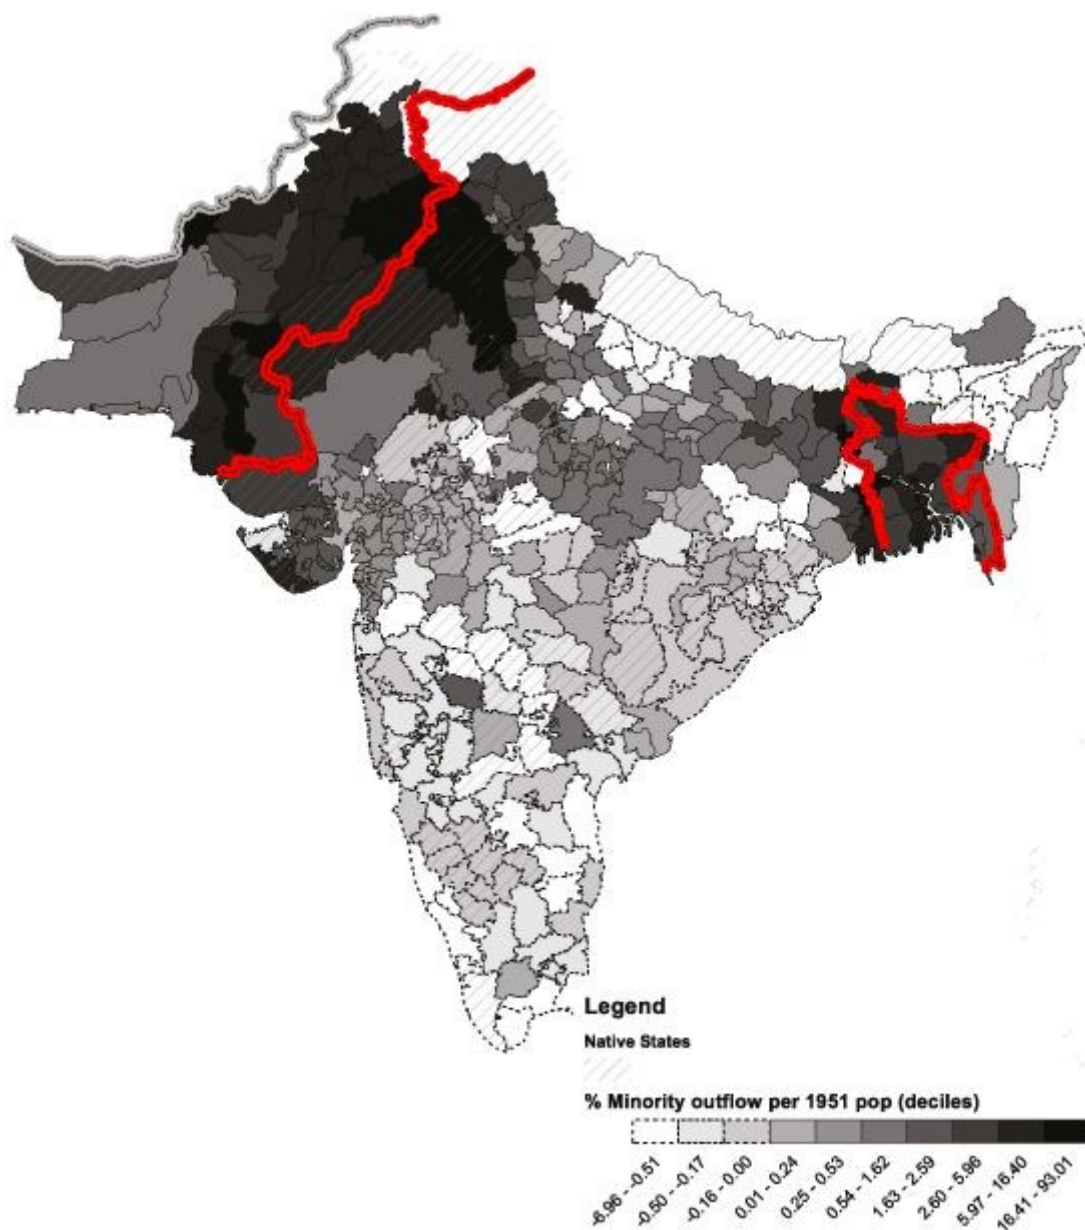 Legend
Native States
% Minority outflow per 1951 pop (deciles)
-6.96 - -0.51
-0.50 - -0.17
-0.16 - 0.00
0.01 - 0.24
0.25 - 0.53
0.54 - 1.62
1.63 - 2.59
2.60 - 5.96
5.97 - 16.40
16.41 - 93.01